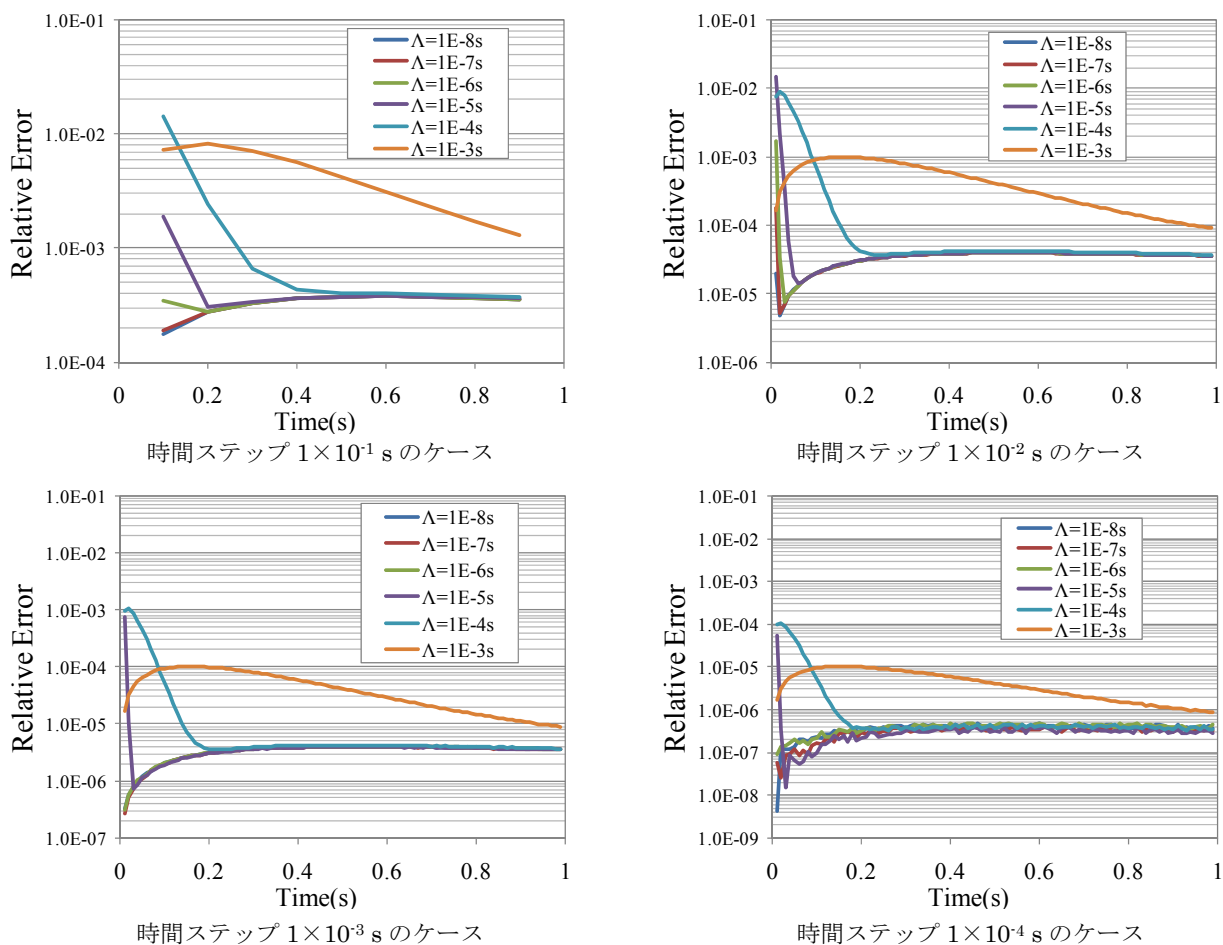 1.0E-01
1.0E-02
1.0E-03
1.0E-04
Relative Error
Λ=1E-8s
Λ=1E-7s
Λ=1E-6s
Λ=1E-5s
Λ=1E-4s
Λ=1E-3s
0 0.2 0.4 0.6 0.8 1
Time(s)
時間ステップ 1×10⁻¹ s のケース
1.0E-01
1.0E-02
1.0E-03
1.0E-04
1.0E-05
1.0E-06
Relative Error
Λ=1E-8s
Λ=1E-7s
Λ=1E-6s
Λ=1E-5s
Λ=1E-4s
Λ=1E-3s
0 0.2 0.4 0.6 0.8 1
Time(s)
時間ステップ 1×10⁻² s のケース
1.0E-01
1.0E-02
1.0E-03
1.0E-04
1.0E-05
1.0E-06
1.0E-07
Relative Error
Λ=1E-8s
Λ=1E-7s
Λ=1E-6s
Λ=1E-5s
Λ=1E-4s
Λ=1E-3s
0 0.2 0.4 0.6 0.8 1
Time(s)
時間ステップ 1×10⁻³ s のケース
1.0E-01
1.0E-02
1.0E-03
1.0E-04
1.0E-05
1.0E-06
1.0E-07
1.0E-08
1.0E-09
Relative Error
Λ=1E-8s
Λ=1E-7s
Λ=1E-6s
Λ=1E-5s
Λ=1E-4s
Λ=1E-3s
0 0.2 0.4 0.6 0.8 1
Time(s)
時間ステップ 1×10⁻⁴ s のケース